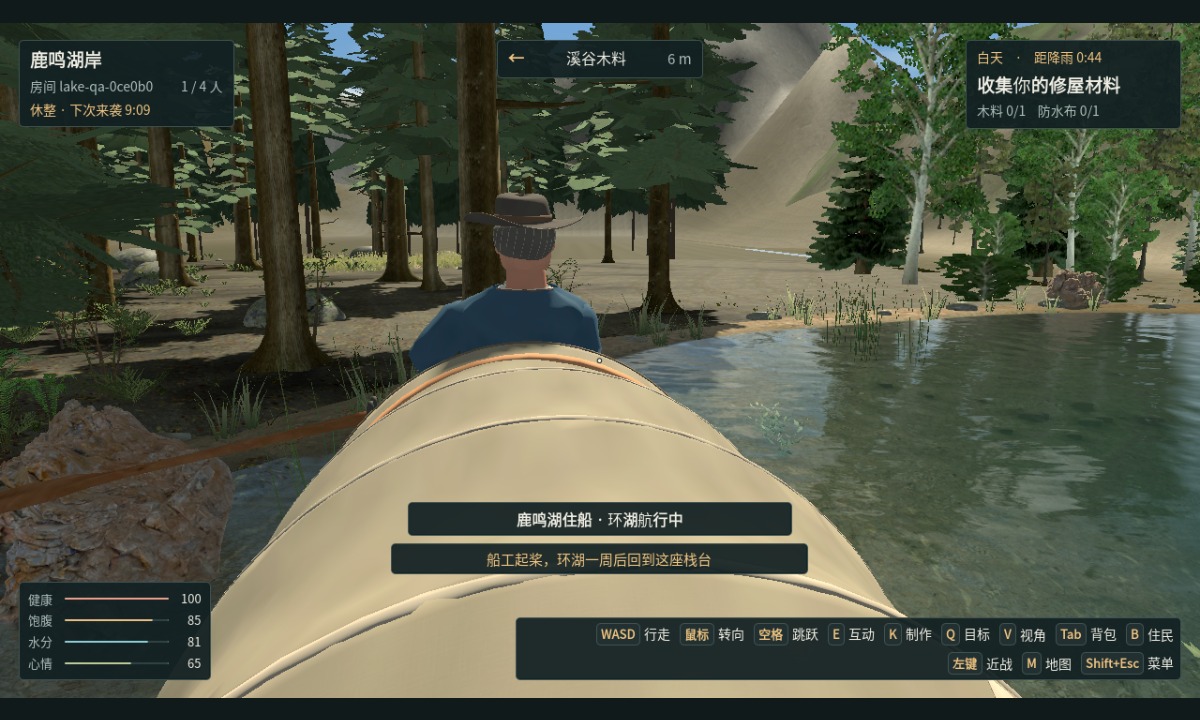 鹿鸣湖岸
房间 lake-qa-0ce0b0 1 / 4 人
休整 · 下次来袭 9:09
← 溪谷木料 6 m
白天 · 距降雨 0:44
收集你的修屋材料
木料 0/1 防水布 0/1
鹿鸣湖住船 · 环湖航行中
船工起桨，环湖一周后回到这座栈台
健康 100
饱腹 85
水分 81
心情 65
WASD 行走 鼠标 转向 空格 跳跃 E 互动 K 制作 Q 目标 V 视角 Tab 背包 B 住民
左键 近战 M 地图 Shift+Esc 菜单